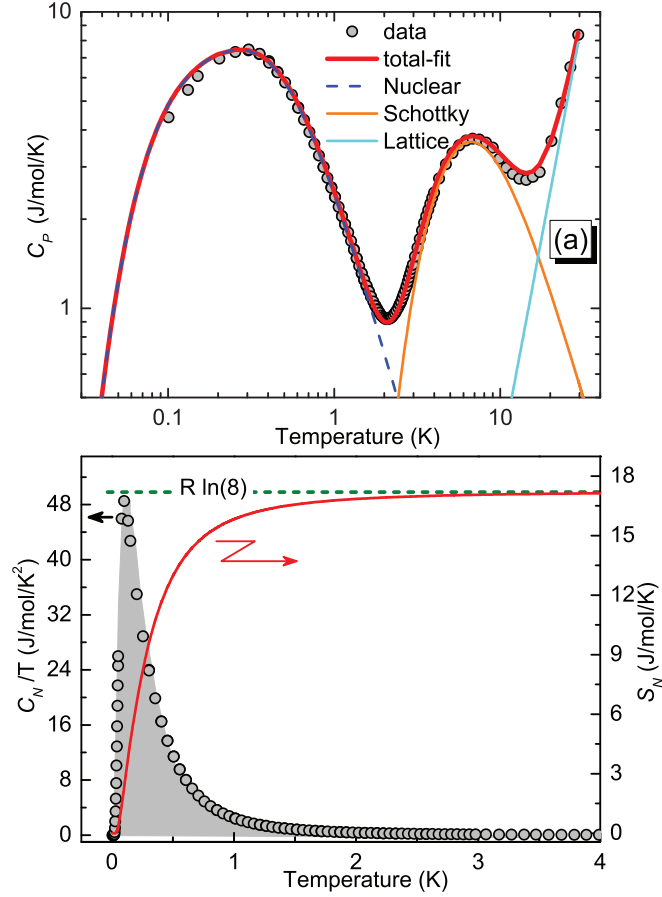 10
data
total-fit
Nuclear
Schottky
Lattice
C_P (J/mol/K)
(a)
1
0.1
1
10
Temperature (K)
R ln(8)
18
48
15
40
12
32
9
24
6
16
3
8
0
0
C_N /T (J/mol/K²)
S_N (J/mol/K)
0
1
2
3
4
Temperature (K)